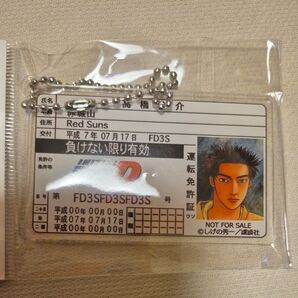 氏名 高橋 介
赤城山
住所 Red Suns
交付 平成 7年 07月 17日 FD3S
負けない限り有効
免許の
条件等
INITIAL D
運転免許証
第 FD3SFD3SFD3S 号
平成 00年 00月 00日
平成 07年 07月 17日
平成 00年 00月 00日
NOT FOR SALE
©しげの秀一/講談社